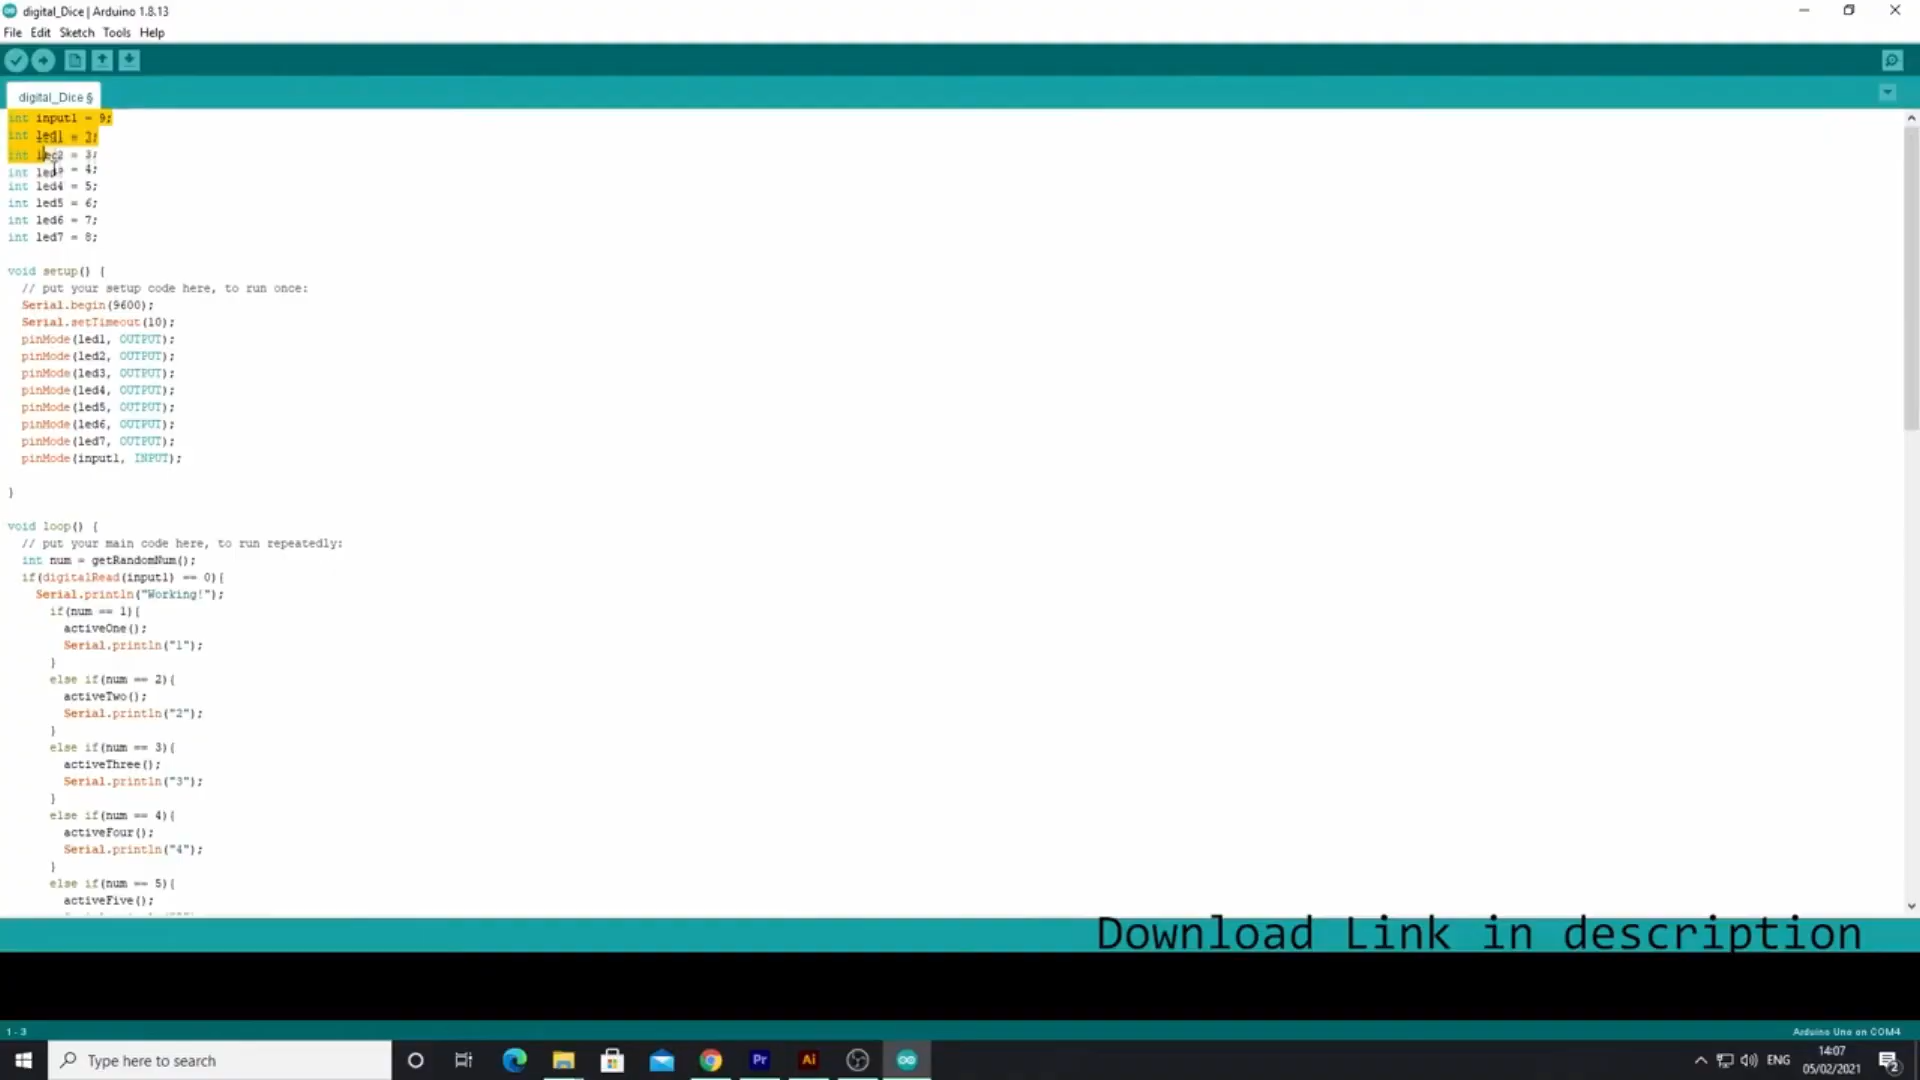 digital_Dice | Arduino 1.8.13
File Edit Sketch Tools Help
digital_Dice §
int input1 = 9;
int led1 = 2;
int led2 = 3;
int led3 = 4;
int led4 = 5;
int led5 = 6;
int led6 = 7;
int led7 = 8;
void setup() {
// put your setup code here, to run once:
Serial.begin(9600);
Serial.setTimeout(10);
pinMode(led1, OUTPUT);
pinMode(led2, OUTPUT);
pinMode(led3, OUTPUT);
pinMode(led4, OUTPUT);
pinMode(led5, OUTPUT);
pinMode(led6, OUTPUT);
pinMode(led7, OUTPUT);
pinMode(input1, INPUT);
}
void loop() {
// put your main code here, to run repeatedly:
int num = getRandomNum();
if(digitalRead(input1) == 0){
Serial.println("Working!");
if(num == 1){
activeOne();
Serial.println("1");
}
else if(num == 2){
activeTwo();
Serial.println("2");
}
else if(num == 3){
activeThree();
Serial.println("3");
}
else if(num == 4){
activeFour();
Serial.println("4");
}
else if(num == 5){
activeFive();
Download Link in description
1 - 3
Arduino Uno on COM4
Type here to search
Pr
Ai
ENG
14:07
05/02/2021
2